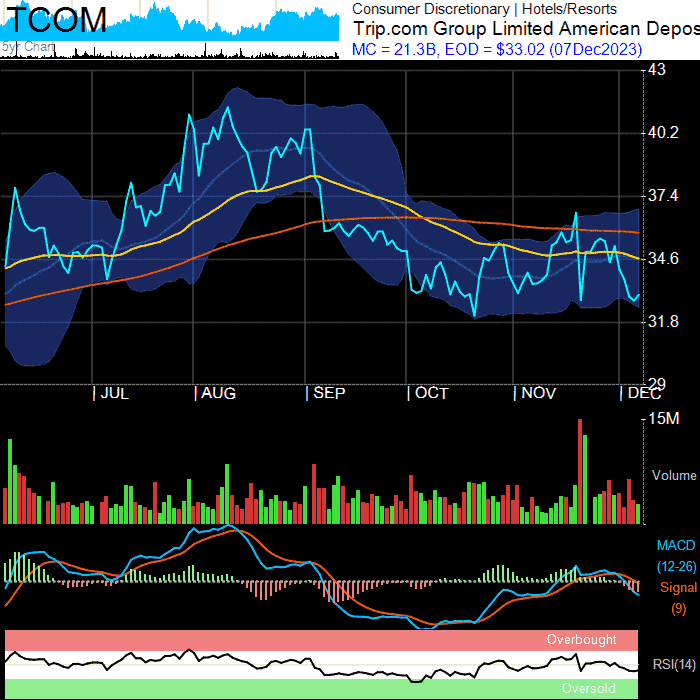 TCOM
5yr Chart
Consumer Discretionary | Hotels/Resorts
Trip.com Group Limited American Depos
MC = 21.3B, EOD = $33.02 (07Dec2023)
43
40.2
37.4
34.6
31.8
29
| JUL | AUG | SEP | OCT | NOV | DEC
15M
Volume
MACD
(12-26)
Signal
(9)
Overbought
RSI(14)
Oversold